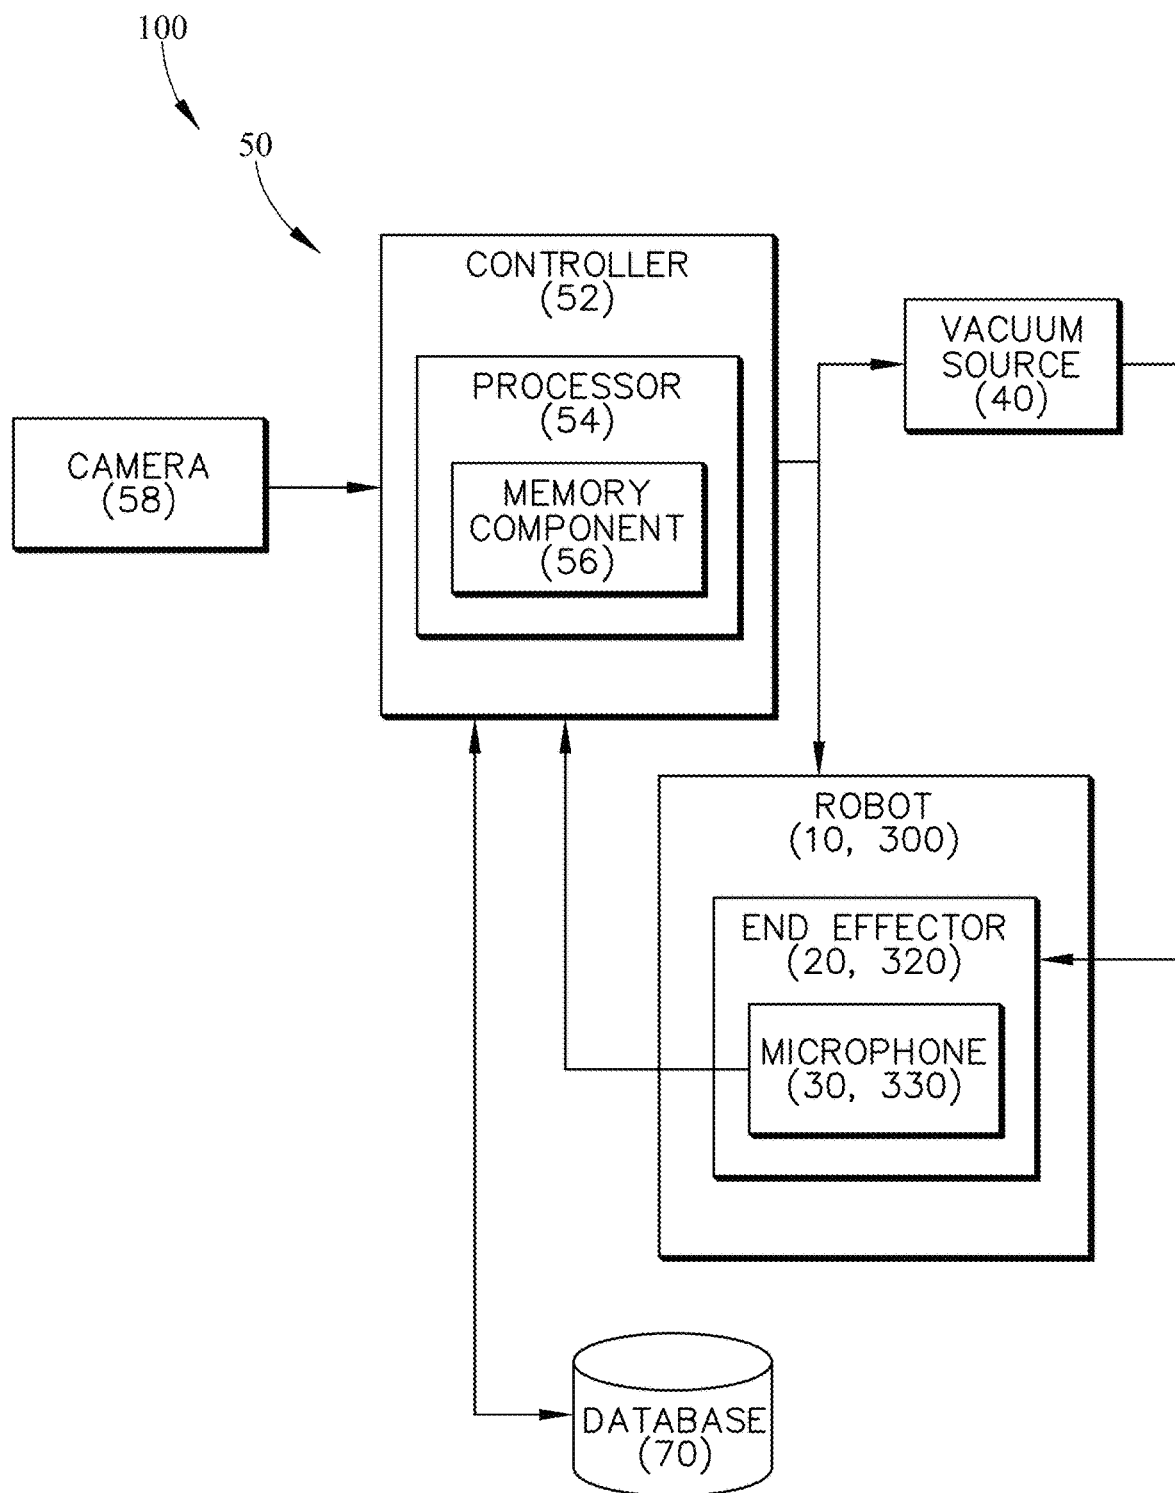 100
50
CONTROLLER
(52)
PROCESSOR
(54)
MEMORY
COMPONENT
(56)
CAMERA
(58)
VACUUM
SOURCE
(40)
ROBOT
(10, 300)
END EFFECTOR
(20, 320)
MICROPHONE
(30, 330)
DATABASE
(70)